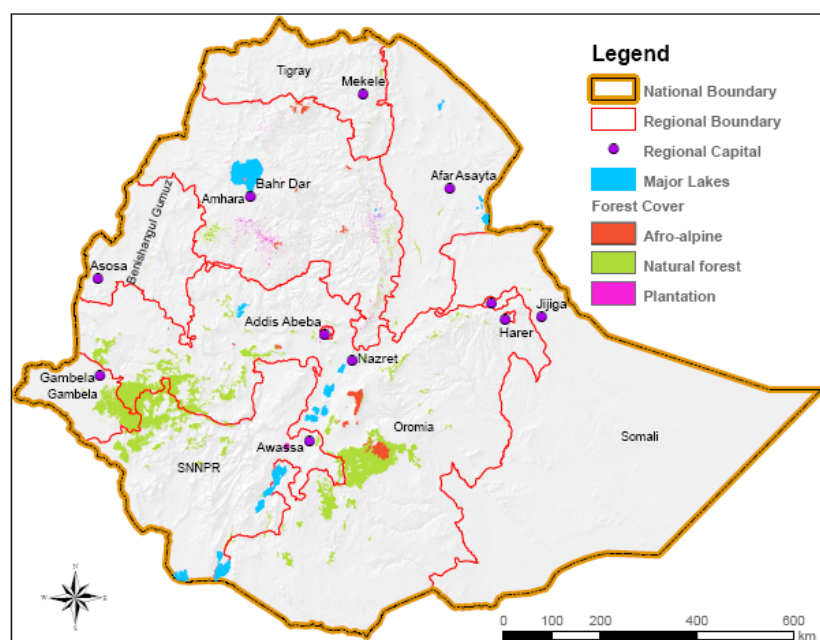 Legend
National Boundary
Regional Boundary
Regional Capital
Major Lakes
Forest Cover
Afro-alpine
Natural forest
Plantation
Tigray
Mekele
Bahr Dar
Amhara
Afar Asayta
Benishangul Gumuz
Asosa
Addis Abeba
Jijiga
Harer
Nazret
Gambela
Gambela
Oromia
Somali
Awassa
SNNPR
N
W E
S
0 100 200 400 600
km